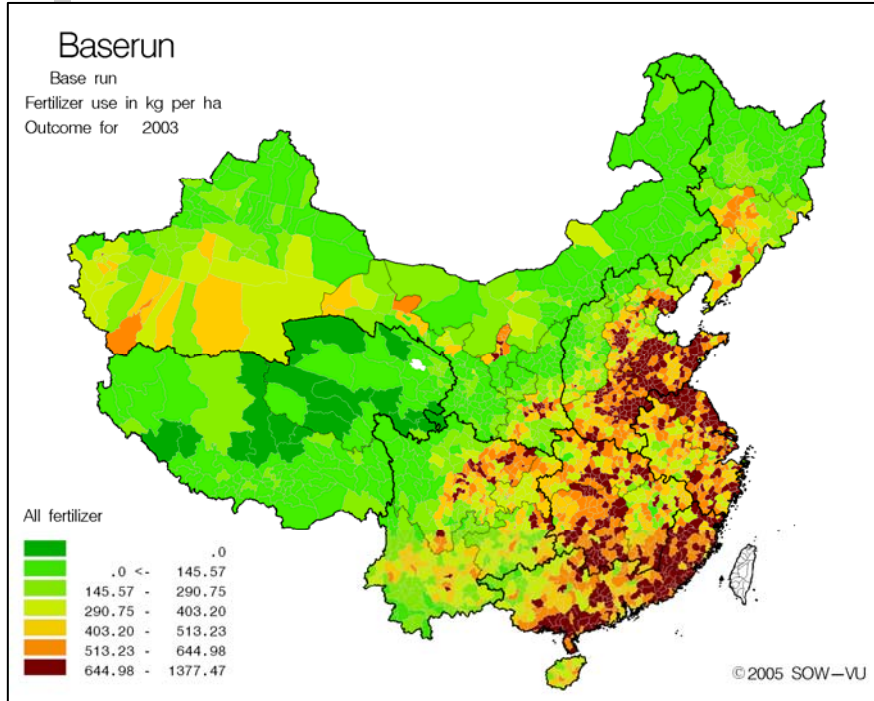 Baserun
Base run
Fertilizer use in kg per ha
Outcome for 2003
All fertilizer
.0
.0 <- 145.57
145.57 - 290.75
290.75 - 403.20
403.20 - 513.23
513.23 - 644.98
644.98 - 1377.47
©2005 SOW-VU